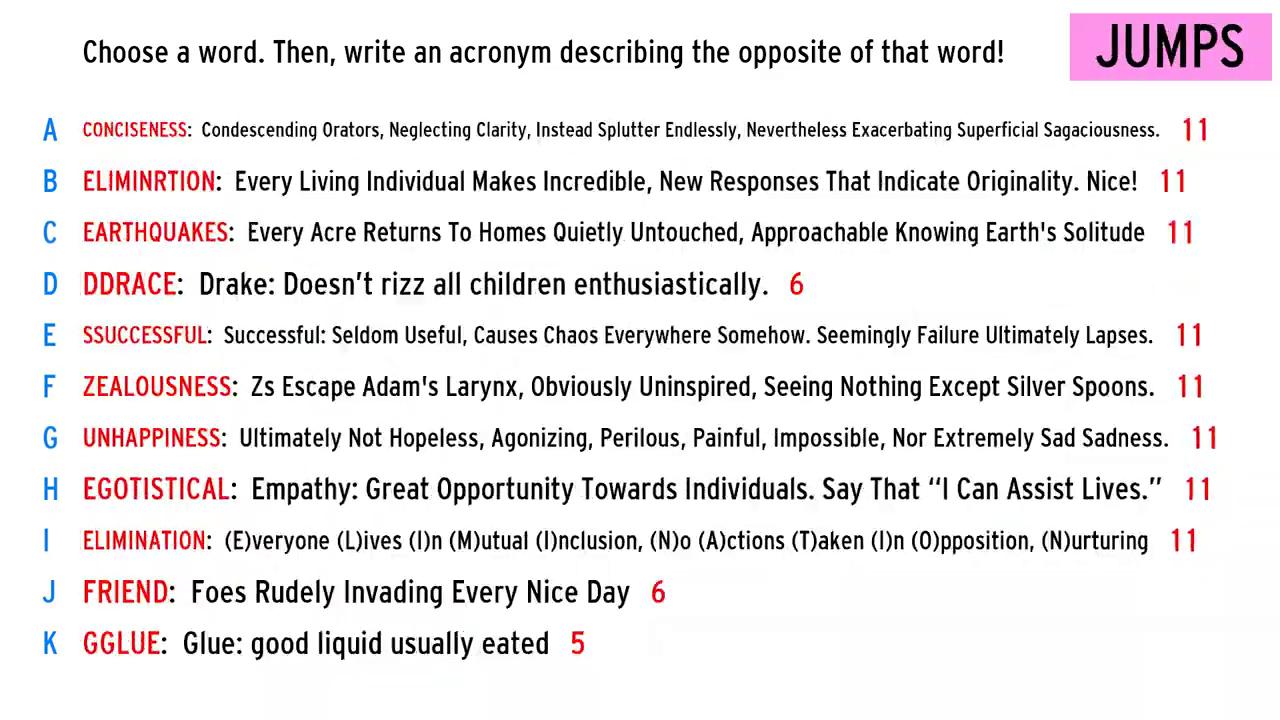 Choose a word. Then, write an acronym describing the opposite of that word!
JUMPS
A CONCISENESS: Condescending Orators, Neglecting Clarity, Instead Splutter Endlessly, Nevertheless Exacerbating Superficial Sagaciousness. 11
B ELIMINRTION: Every Living Individual Makes Incredible, New Responses That Indicate Originality. Nice! 11
C EARTHQUAKES: Every Acre Returns To Homes Quietly Untouched, Approachable Knowing Earth's Solitude 11
D DDRACE: Drake: Doesn't rizz all children enthusiastically. 6
E SSUCCESSFUL: Successful: Seldom Useful, Causes Chaos Everywhere Somehow. Seemingly Failure Ultimately Lapses. 11
F ZEALOUSNESS: Zs Escape Adam's Larynx, Obviously Uninspired, Seeing Nothing Except Silver Spoons. 11
G UNHAPPINESS: Ultimately Not Hopeless, Agonizing, Perilous, Painful, Impossible, Nor Extremely Sad Sadness. 11
H EGOTISTICAL: Empathy: Great Opportunity Towards Individuals. Say That “I Can Assist Lives.” 11
I ELIMINATION: (E)veryone (L)ives (I)n (M)utual (I)nclusion, (N)o (A)ctions (T)aken (I)n (O)pposition, (N)urturing 11
J FRIEND: Foes Rudely Invading Every Nice Day 6
K GGLUE: Glue: good liquid usually eated 5